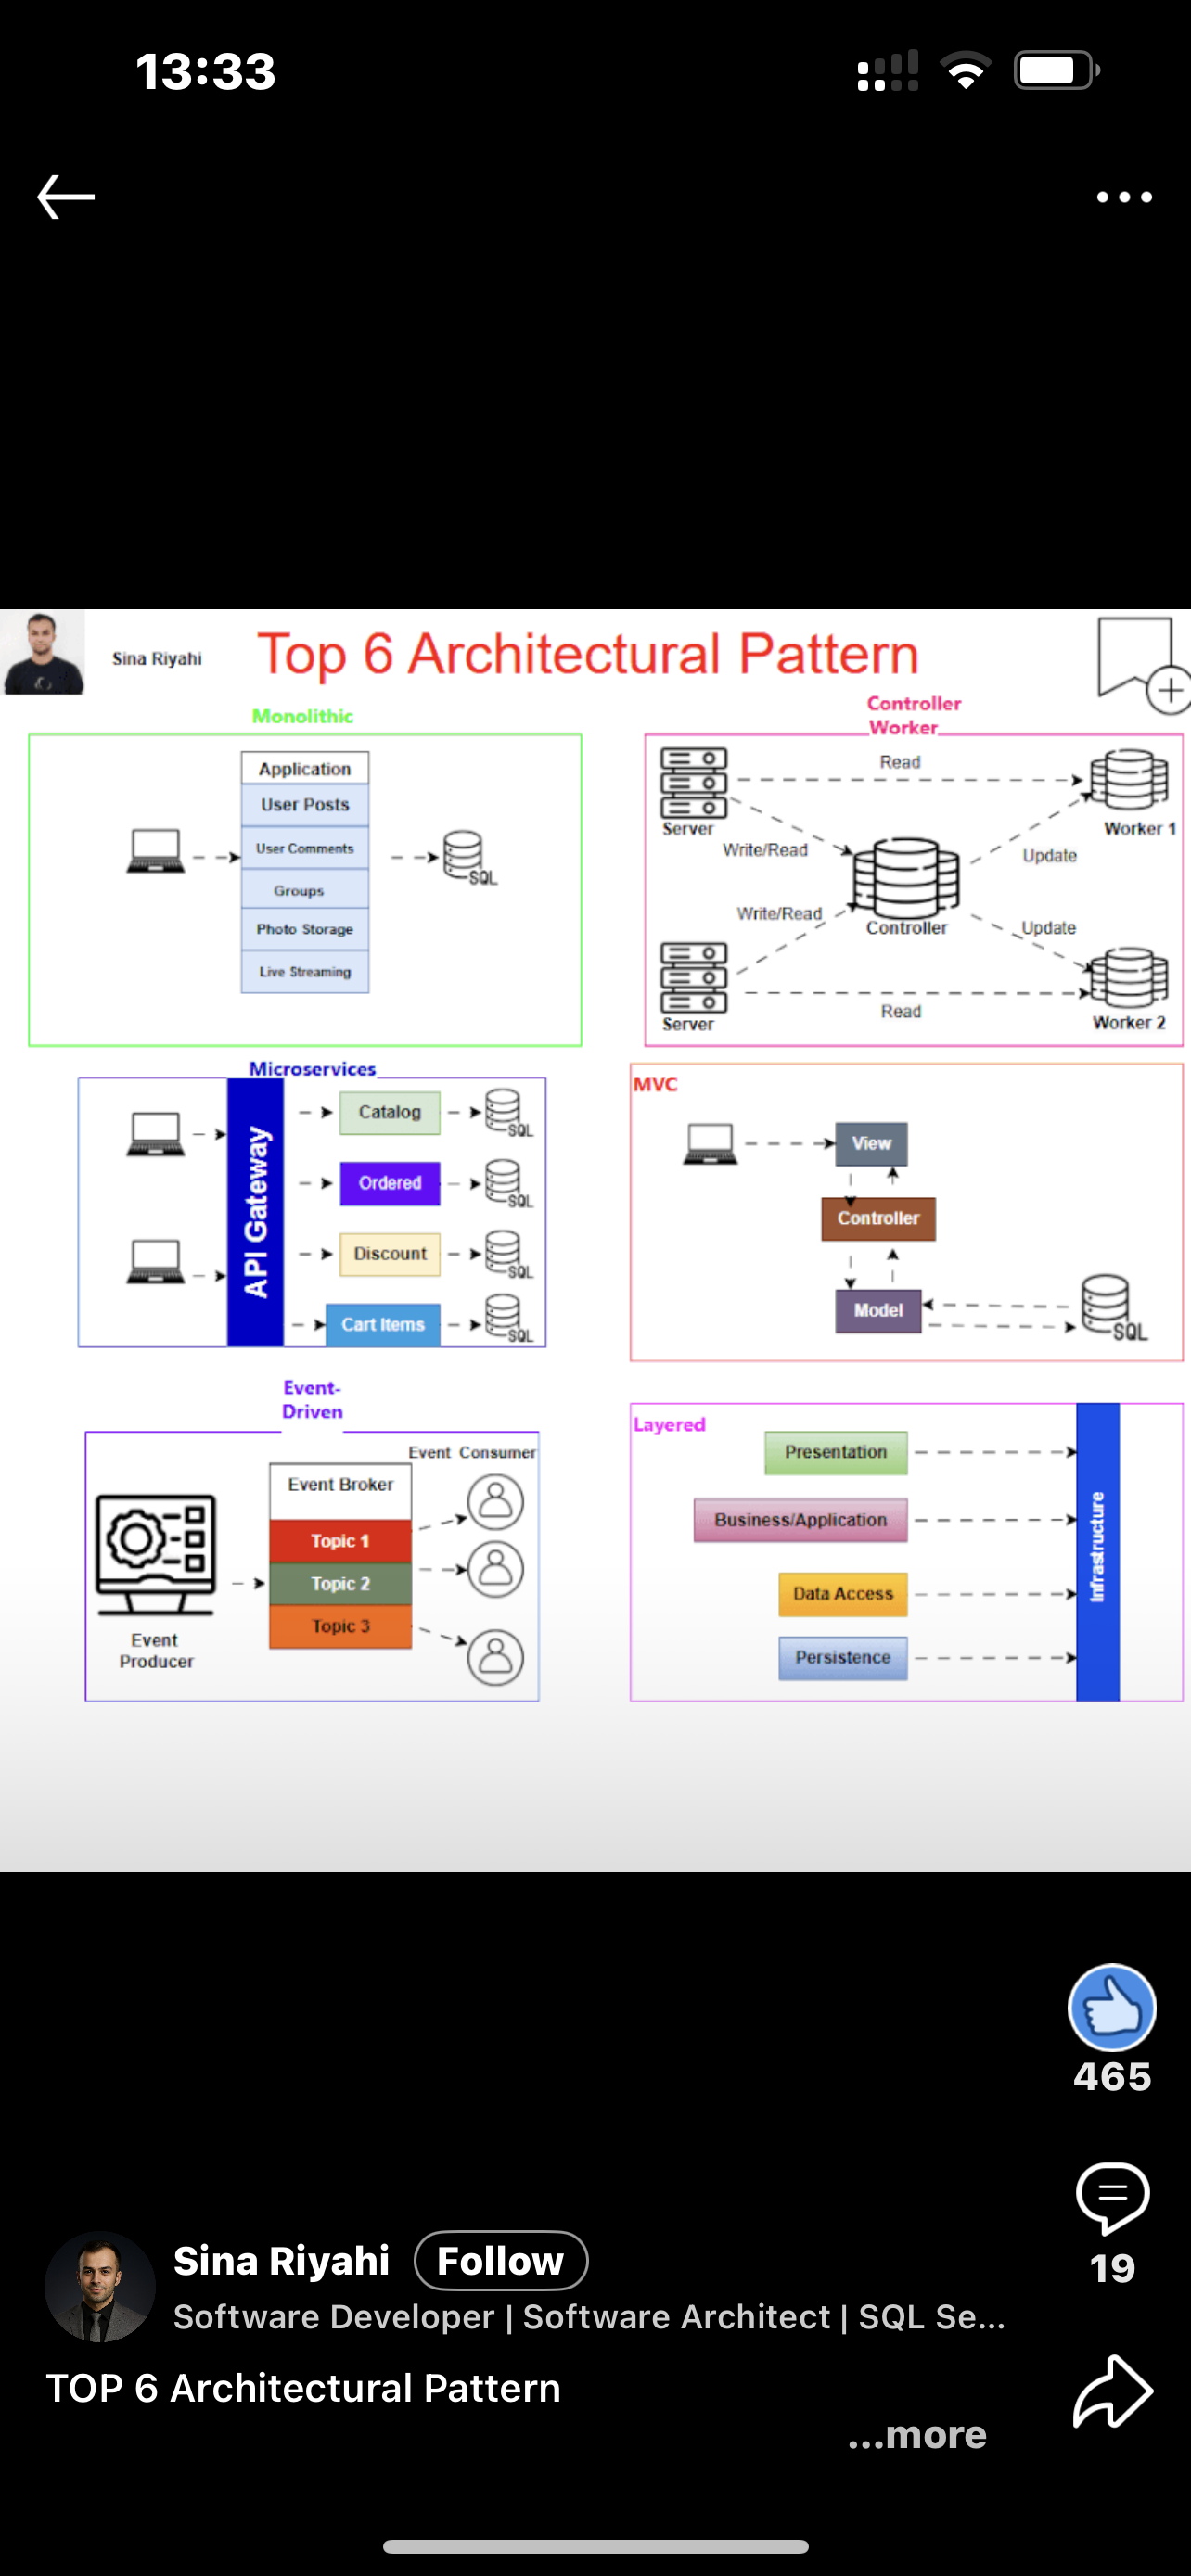 13:33
Sina Riyahi
Top 6 Architectural Pattern
Monolithic
Application
User Posts
User Comments
Groups
Photo Storage
Live Streaming
SQL
Controller
Worker
Read
Server
Worker 1
Write/Read
Update
Write/Read
Controller
Update
Read
Server
Worker 2
Microservices
API Gateway
Catalog
SQL
Ordered
SQL
Discount
SQL
Cart Items
SQL
MVC
View
Controller
Model
SQL
Event-
Driven
Event Consumer
Event Broker
Topic 1
Topic 2
Topic 3
Event
Producer
Layered
Presentation
Business/Application
Data Access
Persistence
Infrastructure
465
19
Sina Riyahi
Follow
Software Developer | Software Architect | SQL Se...
TOP 6 Architectural Pattern
...more